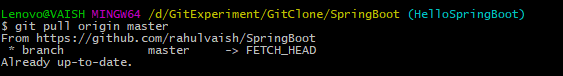 Lenovo@VAISH MINGW64 /d/GitExperiment/GitClone/SpringBoot (HelloSpringBoot)
$ git pull origin master
From https://github.com/rahulvaish/SpringBoot
 * branch            master     -> FETCH_HEAD
Already up-to-date.